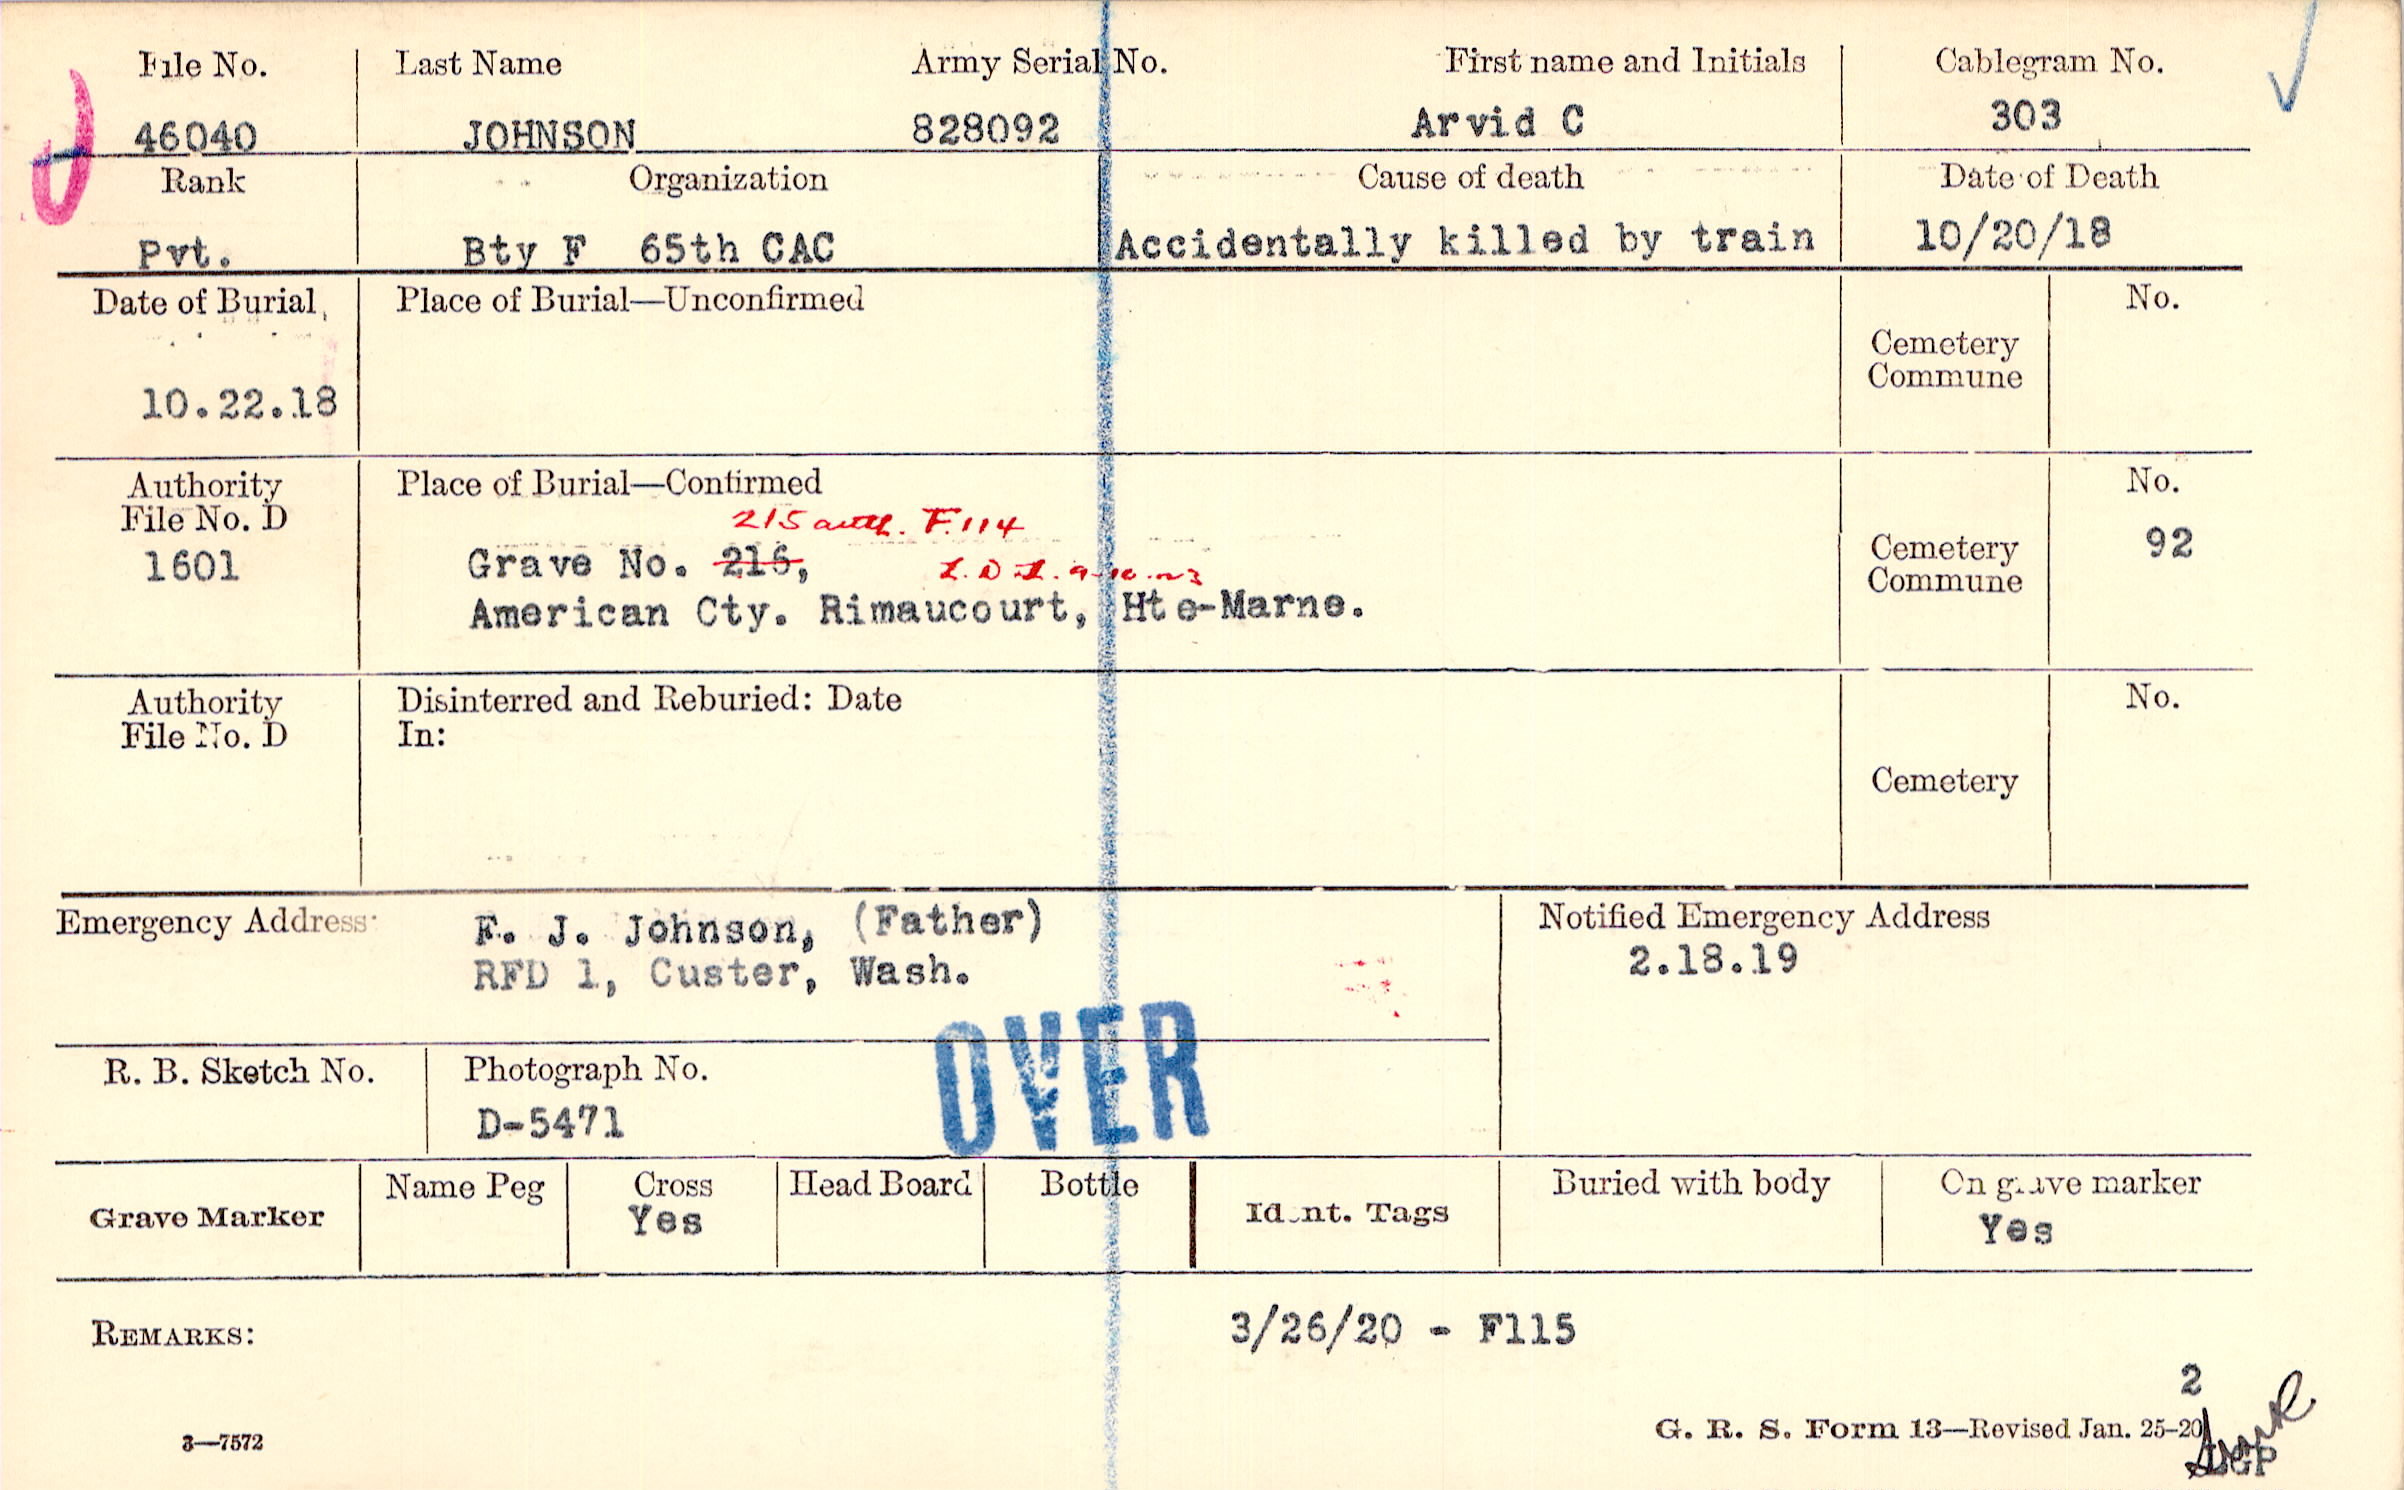 File No. Last Name Army Serial No. First name and Initials Cablegram No.
46040 JOHNSON 828092 Arvid C 303
Rank Organization Cause of death Date of Death
Pvt. Bty F 65th CAC Accidentally killed by train 10/20/18
Date of Burial Place of Burial—Unconfirmed No.
Cemetery
Commune
10.22.18
Authority Place of Burial—Confirmed No.
File No. D 215 auth. F.114
1601 Grave No. 216, Cemetery 92
American Cty. Rimaucourt, Hte-Marne. Commune
Authority Disinterred and Reburied: Date No.
File No. D In:
Cemetery
Emergency Address F. J. Johnson, (Father) Notified Emergency Address
RFD 1, Custer, Wash. 2.18.19
OVER
R. B. Sketch No. Photograph No.
D-5471
Grave Marker Name Peg Cross Head Board Bottle Ident. Tags Buried with body On grave marker
Yes Yes
REMARKS: 3/26/20 - F115
2
3—7572 G. R. S. Form 13—Revised Jan. 25-20